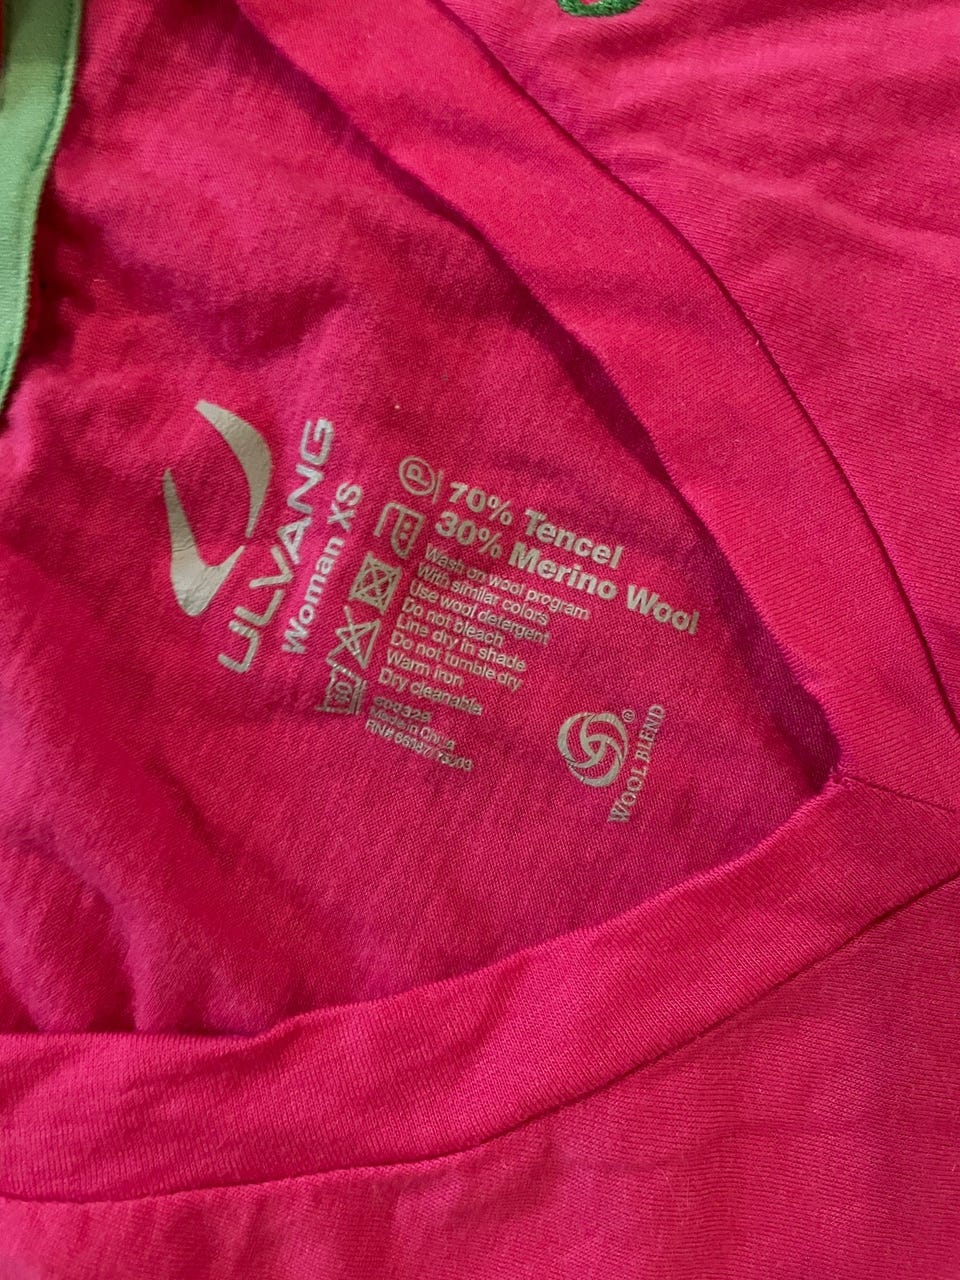 ULVANG
Woman XS
P
70% Tencel
30% Merino Wool
Wash on wool program
With similar colors
Use wool detergent
Do not bleach
Line dry in shade
Do not tumble dry
Warm iron
Dry cleanable
Made in China
RN#
®
WOOL BLEND